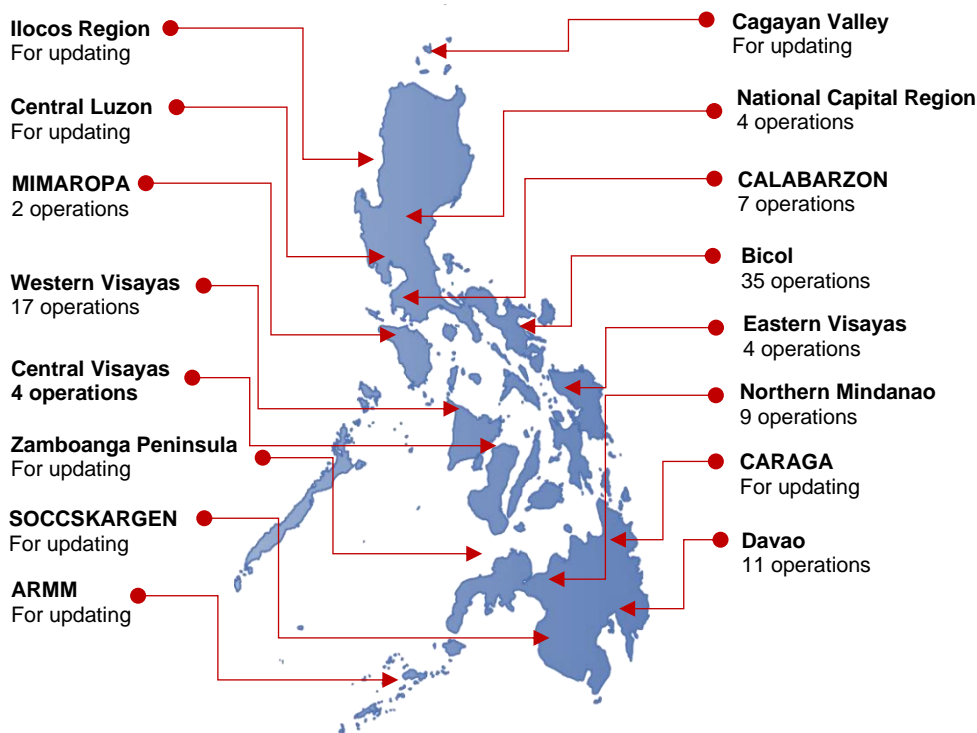 Ilocos Region
For updating
Central Luzon
For updating
MIMAROPA
2 operations
Western Visayas
17 operations
Central Visayas
4 operations
Zamboanga Peninsula
For updating
SOCCSKARGEN
For updating
ARMM
For updating
Cagayan Valley
For updating
National Capital Region
4 operations
CALABARZON
7 operations
Bicol
35 operations
Eastern Visayas
4 operations
Northern Mindanao
9 operations
CARAGA
For updating
Davao
11 operations